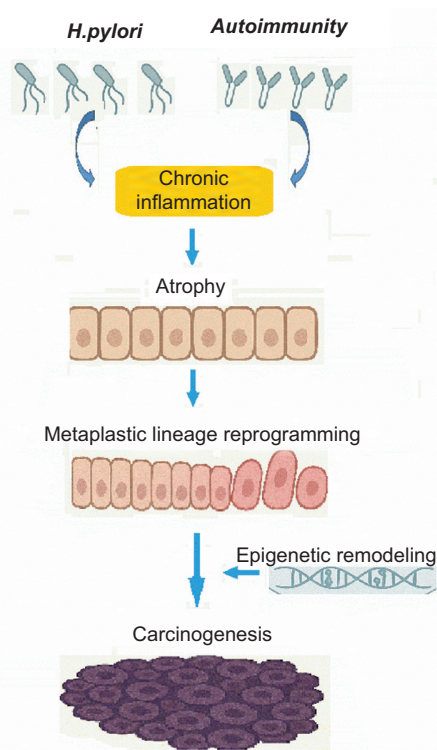 H.pylori
Autoimmunity
Chronic
inflammation
Atrophy
Metaplastic lineage reprogramming
Epigenetic remodeling
Carcinogenesis